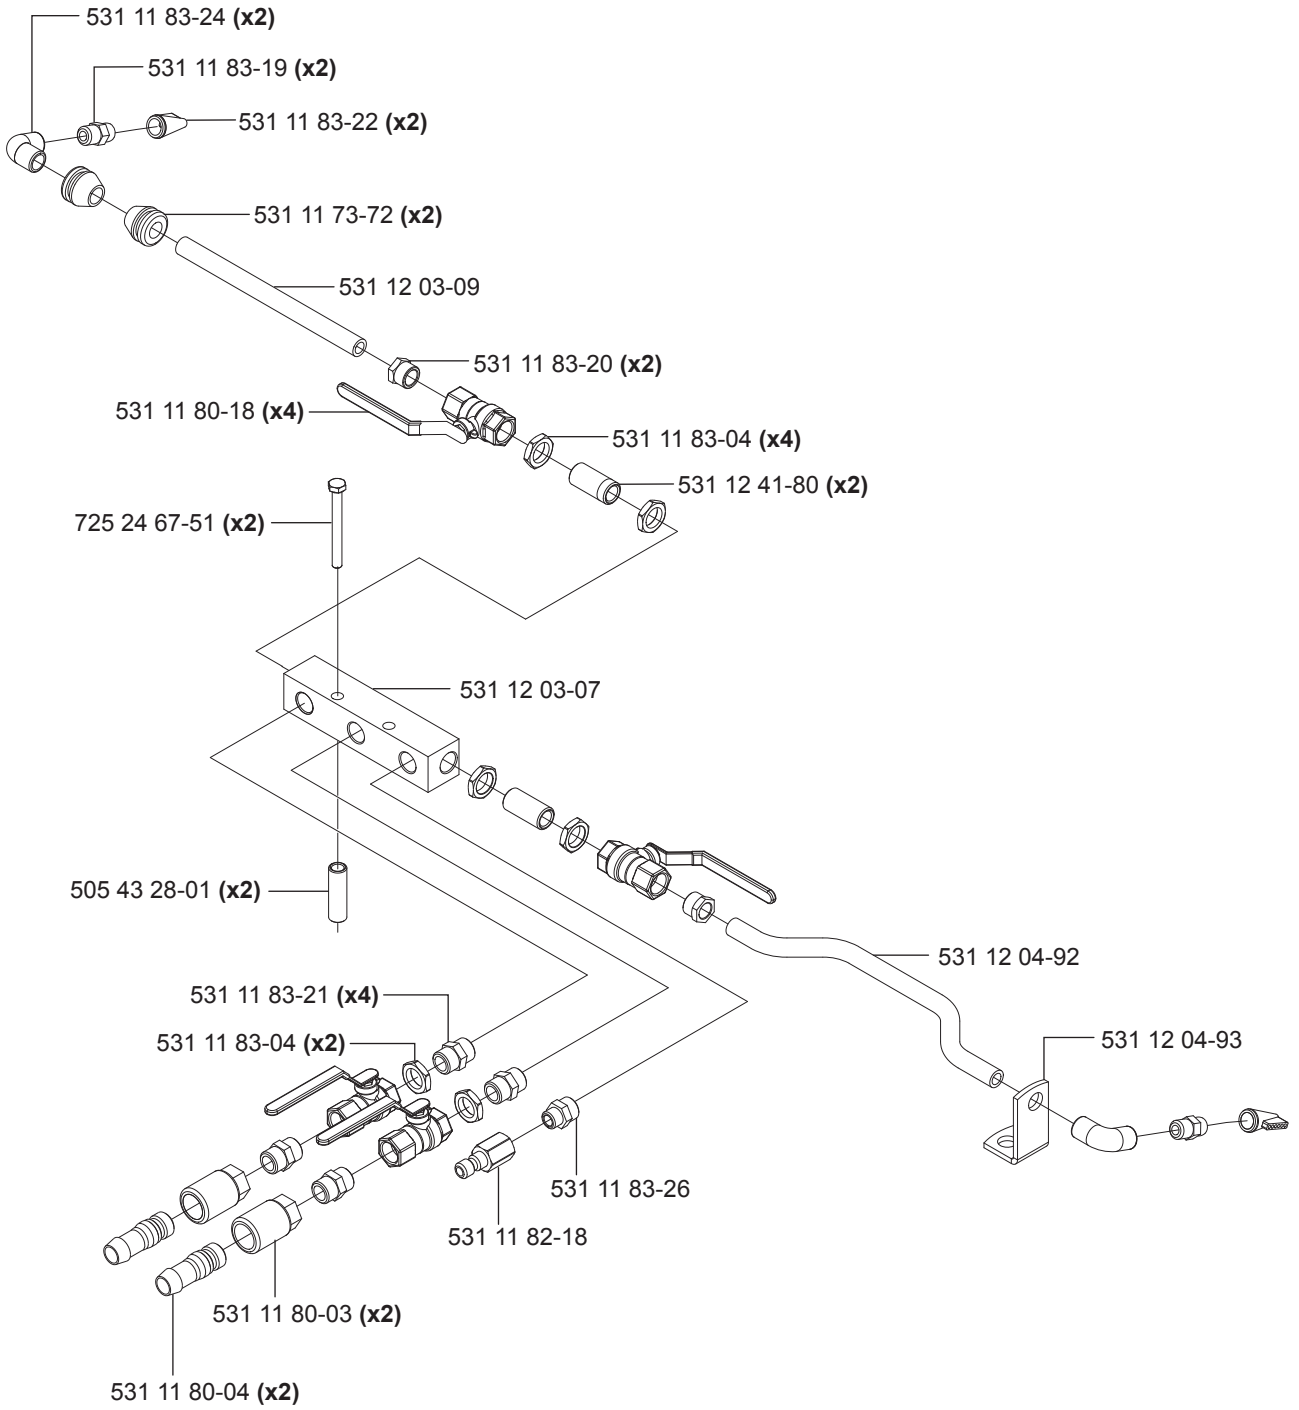 531 11 83-24 (x2)
531 11 83-19 (x2)
531 11 83-22 (x2)
531 11 73-72 (x2)
531 12 03-09
531 11 83-20 (x2)
531 11 80-18 (x4)
531 11 83-04 (x4)
531 12 41-80 (x2)
725 24 67-51 (x2)
531 12 03-07
505 43 28-01 (x2)
531 12 04-92
531 11 83-21 (x4)
531 11 83-04 (x2)
531 12 04-93
531 11 83-26
531 11 82-18
531 11 80-03 (x2)
531 11 80-04 (x2)